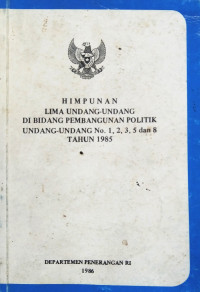 HIMPUNAN
LIMA UNDANG-UNDANG
DI BIDANG PEMBANGUNAN POLITIK
UNDANG-UNDANG No. 1, 2, 3, 5 dan 8
TAHUN 1985
DEPARTEMEN PENERANGAN RI
1986